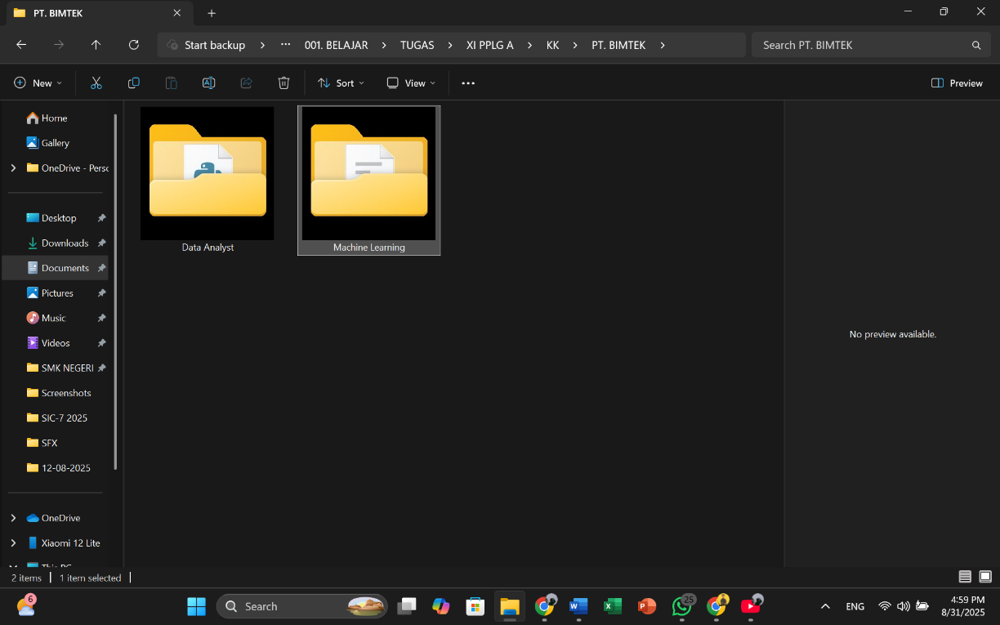 PT. BIMTEK
Start backup
001. BELAJAR
TUGAS
XI PPLG A
KK
PT. BIMTEK
Search PT. BIMTEK
New
Sort
View
Preview
Home
Gallery
OneDrive - Perso
Desktop
Downloads
Documents
Pictures
Music
Videos
SMK NEGERI
Screenshots
SIC-7 2025
SFX
12-08-2025
OneDrive
Xiaomi 12 Lite
This PC
Data Analyst
Machine Learning
No preview available.
2 items
1 item selected
6
Search
25
ENG
4:59 PM
8/31/2025